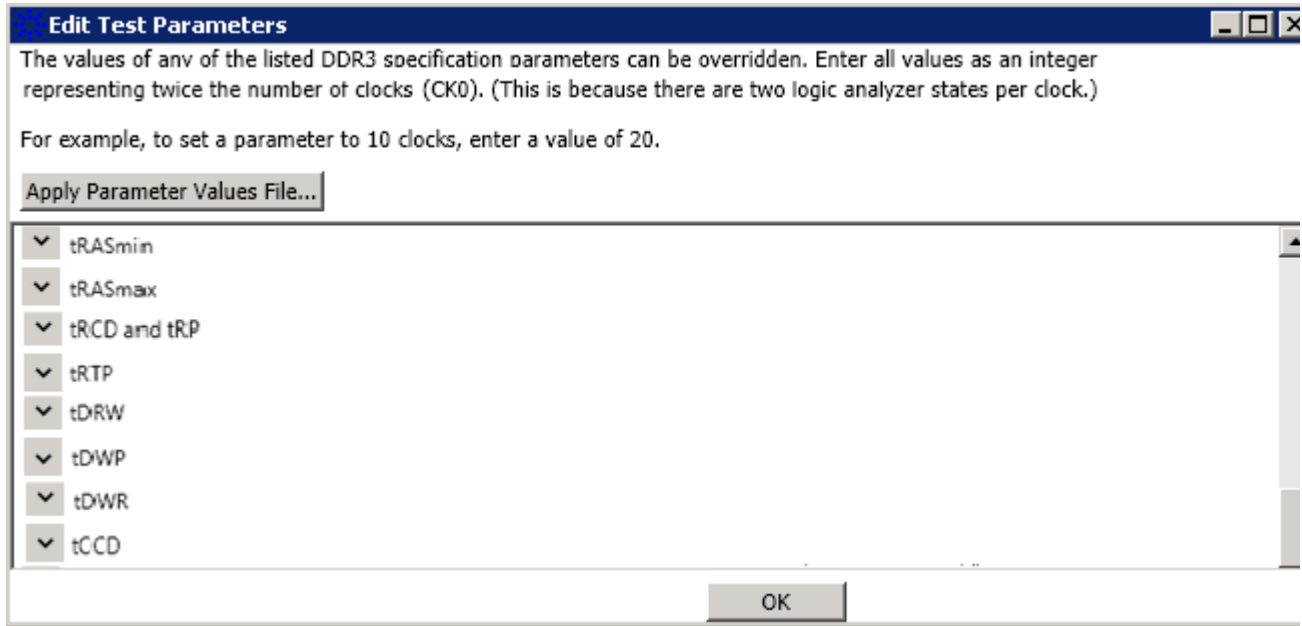 Edit Test Parameters
The values of any of the listed DDR3 specification parameters can be overridden. Enter all values as an integer
representing twice the number of clocks (CK0). (This is because there are two logic analyzer states per clock.)
For example, to set a parameter to 10 clocks, enter a value of 20.
Apply Parameter Values File...
tRASmin
tRASmax
tRCD and tRP
tRTP
tDRW
tDWP
tDWR
tCCD
OK